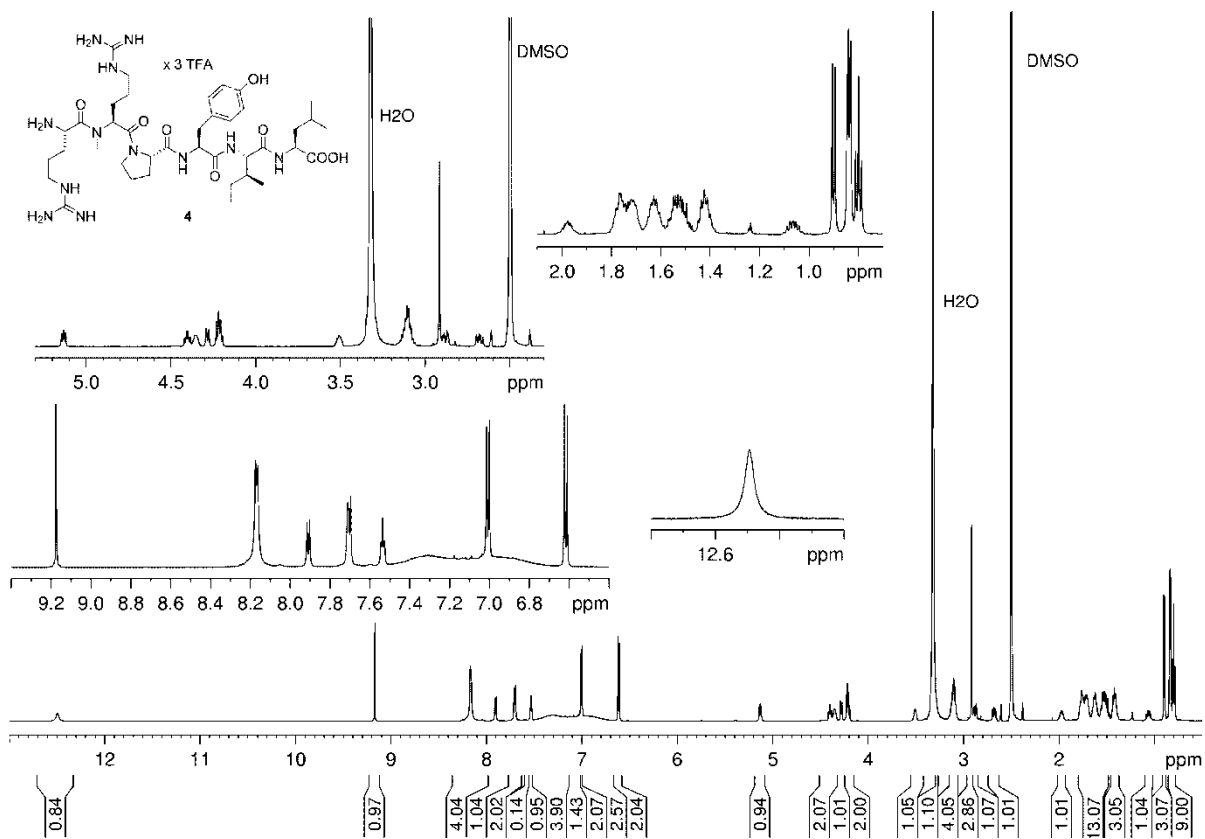 H2N NH
HN
x 3 TFA
OH
O
H2N
N
O
N
O
N
H
O
H
N
O
N
H
O
COOH
NH
H2N NH
4
H2O
DMSO
5.0 4.5 4.0 3.5 3.0 ppm
2.0 1.8 1.6 1.4 1.2 1.0 ppm
H2O
DMSO
9.2 9.0 8.8 8.6 8.4 8.2 8.0 7.8 7.6 7.4 7.2 7.0 6.8 ppm
12.6 ppm
12 11 10 9 8 7 6 5 4 3 2 1 ppm
0.84 0.97 4.04 1.04 2.02 0.14 0.95 3.90 1.43 2.07 2.57 2.04 0.94 2.07 1.01 2.00 1.05 1.10 4.05 2.86 1.07 1.01 1.01 13.07 3.05 1.04 3.07 9.00